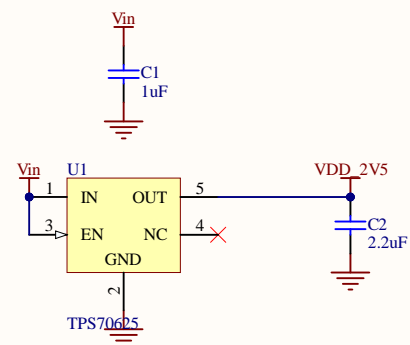 Vin
C1
1uF
Vin
U1
VDD_2V5
1
IN
OUT
5
3
EN
NC
4
C2
2.2uF
GND
2
TPS70625